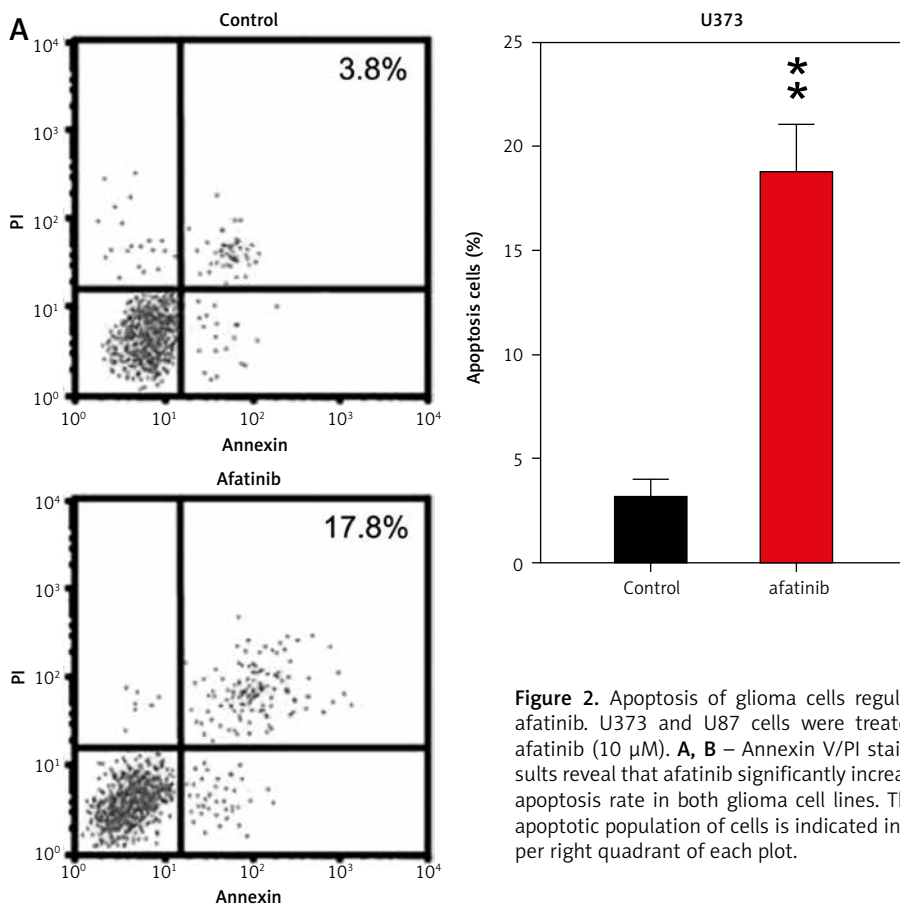 A
Control
10⁴
3.8%
10³
PI
10²
10¹
10⁰
10⁰ 10¹ 10² 10³ 10⁴
Annexin
Afatinib
10⁴
17.8%
10³
PI
10²
10¹
10⁰
10⁰ 10¹ 10² 10³ 10⁴
Annexin
U373
25
**
20
15
Apoptosis cells (%)
10
5
0
Control afatinib
Figure 2. Apoptosis of glioma cells regul
afatinib. U373 and U87 cells were treate
afatinib (10 µM). A, B – Annexin V/PI stai
sults reveal that afatinib significantly increa
apoptosis rate in both glioma cell lines. Th
apoptotic population of cells is indicated in
per right quadrant of each plot.